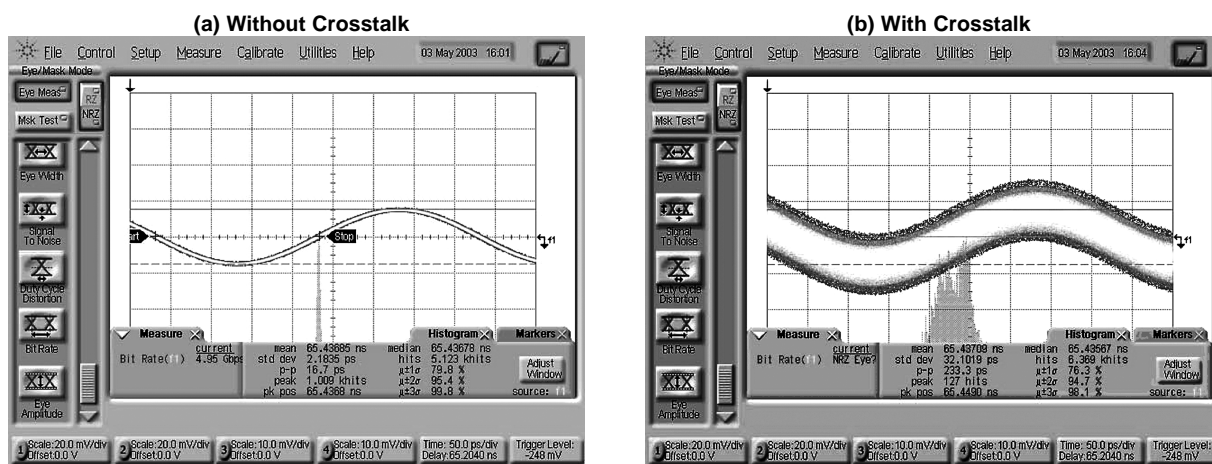 (a) Without Crosstalk
File Control Setup Measure Calibrate Utilities Help 03 May 2003 16:01
Eye/Mask Mode
Eye Meas
RZ
NRZ
Msk Test
Eye Width
Signal
To Noise
Stop
f1
Duty Cycle
Distortion
Bit Rate
Eye
Amplitude
Measure Histogram Markers
current
Bit Rate(f1) 4.95 Gbps
mean 65.43685 ns median 65.43678 ns
std dev 2.1835 ps hits 5.123 khits
p-p 16.7 ps μ±1σ 79.8 %
peak 1.009 khits μ±2σ 95.4 %
pk pos 65.4368 ns μ±3σ 99.8 %
Adjust
Window
source: f1
1 Scale:20.0 mV/div
Offset:0.0 V
2 Scale:20.0 mV/div
Offset:0.0 V
3 Scale:10.0 mV/div
Offset:0.0 V
4 Scale:10.0 mV/div
Offset:0.0 V
Time: 50.0 ps/div
Delay:65.2040 ns
Trigger Level:
-248 mV
(b) With Crosstalk
File Control Setup Measure Calibrate Utilities Help 03 May 2003 16:04
Eye/Mask Mode
Eye Meas
RZ
NRZ
Msk Test
Eye Width
Signal
To Noise
f1
Duty Cycle
Distortion
Bit Rate
Eye
Amplitude
Measure Histogram Markers
current
Bit Rate(f1) NRZ Eye?
mean 65.43709 ns median 65.43567 ns
std dev 32.1019 ps hits 6.369 khits
p-p 233.3 ps μ±1σ 76.3 %
peak 127 hits μ±2σ 94.7 %
pk pos 65.4490 ns μ±3σ 98.1 %
Adjust
Window
source: f1
1 Scale:20.0 mV/div
Offset:0.0 V
2 Scale:20.0 mV/div
Offset:0.0 V
3 Scale:10.0 mV/div
Offset:0.0 V
4 Scale:10.0 mV/div
Offset:0.0 V
Time: 50.0 ps/div
Delay:65.2040 ns
Trigger Level:
-248 mV